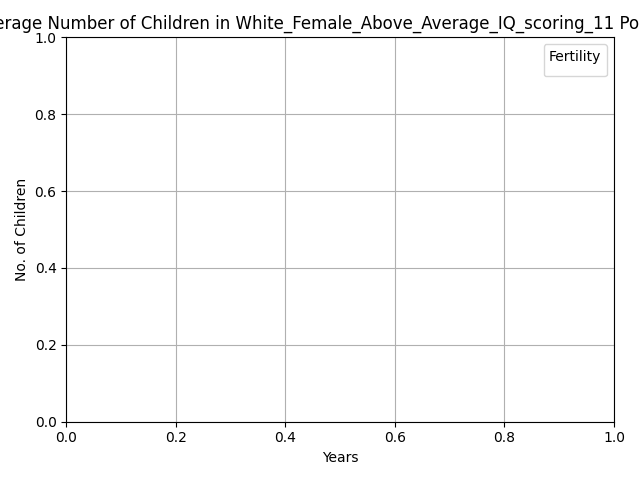 erage Number of Children in White_Female_Above_Average_IQ_scoring_11 Po
Fertility
1.0
0.8
0.6
0.4
0.2
0.0
No. of Children
0.0 0.2 0.4 0.6 0.8 1.0
Years